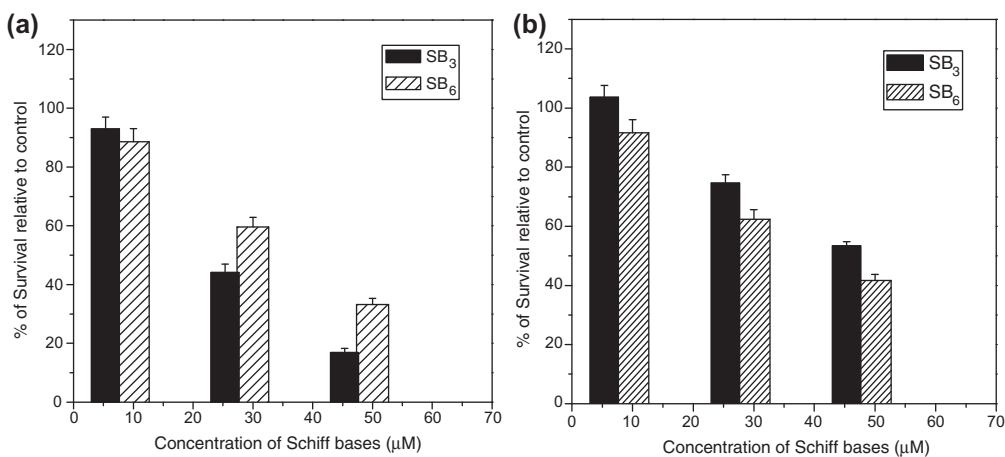 (a)
% of Survival relative to control
120
100
80
60
40
20
0
SB3
SB6
0 10 20 30 40 50 60 70
Concentration of Schiff bases (μM)
(b)
% of Survival relative to control
120
100
80
60
40
20
0
SB3
SB6
0 10 20 30 40 50 60 70
Concentration of Schiff bases (μM)